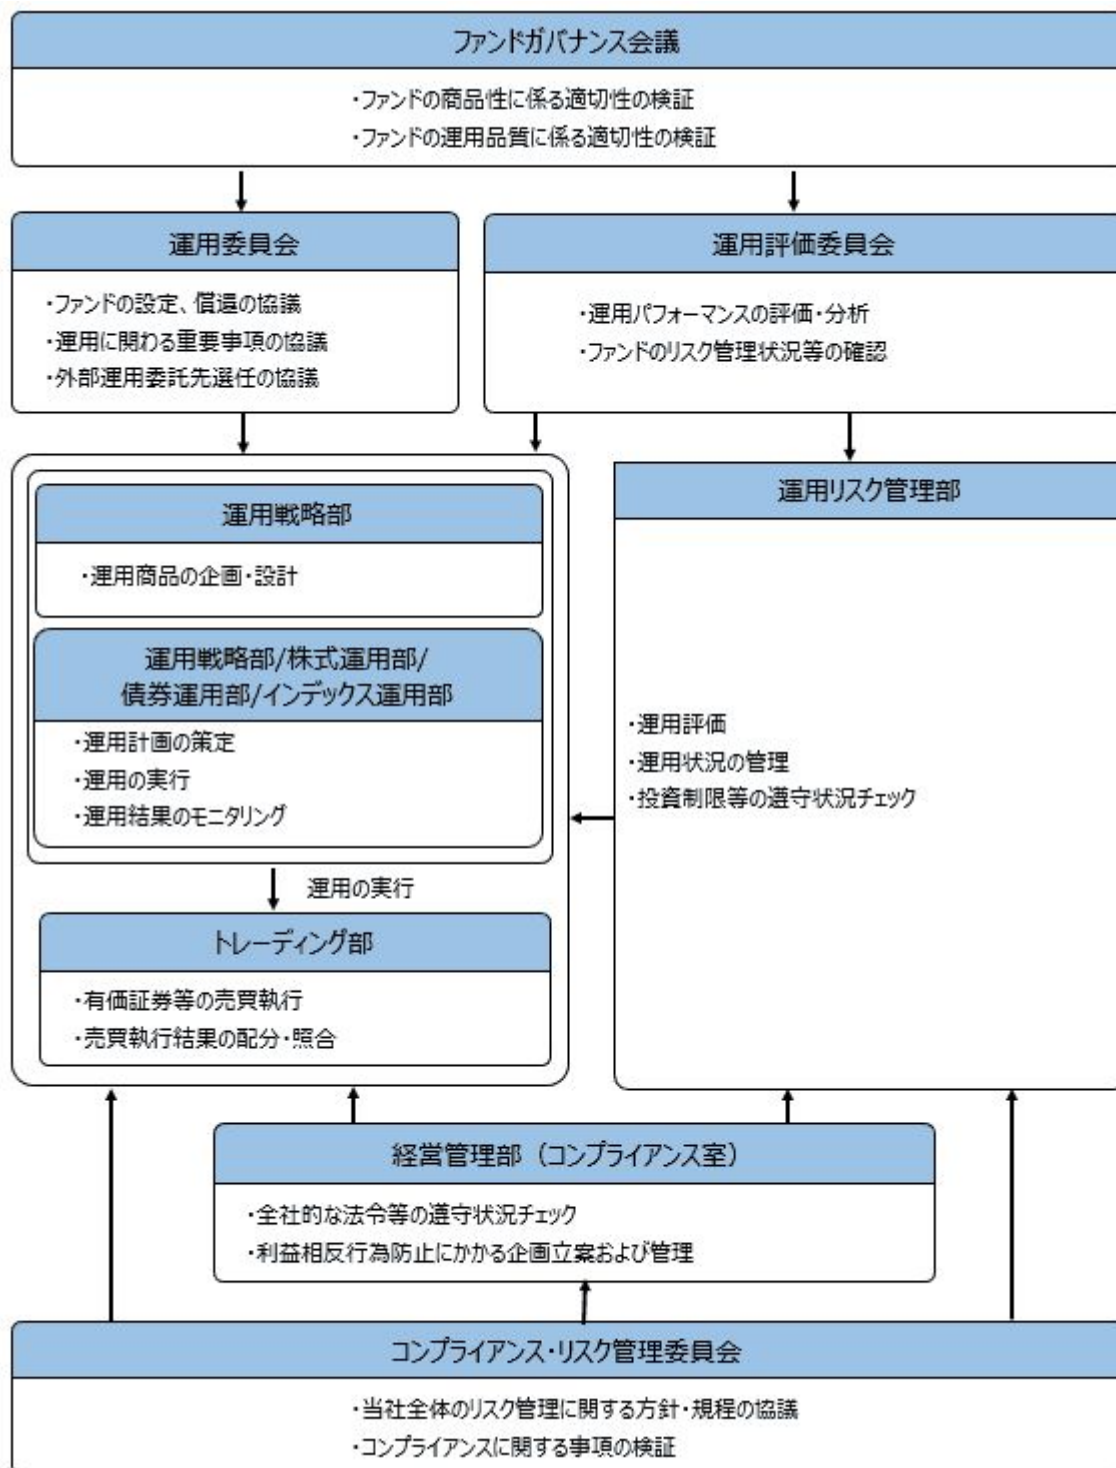 ファンドガバナンス会議
・ファンドの商品性に係る適切性の検証
・ファンドの運用品質に係る適切性の検証
運用委員会
・ファンドの設定、償還の協議
・運用に関わる重要事項の協議
・外部運用委託先選任の協議
運用評価委員会
・運用パフォーマンスの評価・分析
・ファンドのリスク管理状況等の確認
運用戦略部
・運用商品の企画・設計
運用戦略部/株式運用部/
債券運用部/インデックス運用部
・運用計画の策定
・運用の実行
・運用結果のモニタリング
運用の実行
トレーディング部
・有価証券等の売買執行
・売買執行結果の配分・照合
運用リスク管理部
・運用評価
・運用状況の管理
・投資制限等の遵守状況チェック
経営管理部（コンプライアンス室）
・全社的な法令等の遵守状況チェック
・利益相反行為防止にかかる企画立案および管理
コンプライアンス・リスク管理委員会
・当社全体のリスク管理に関する方針・規程の協議
・コンプライアンスに関する事項の検証